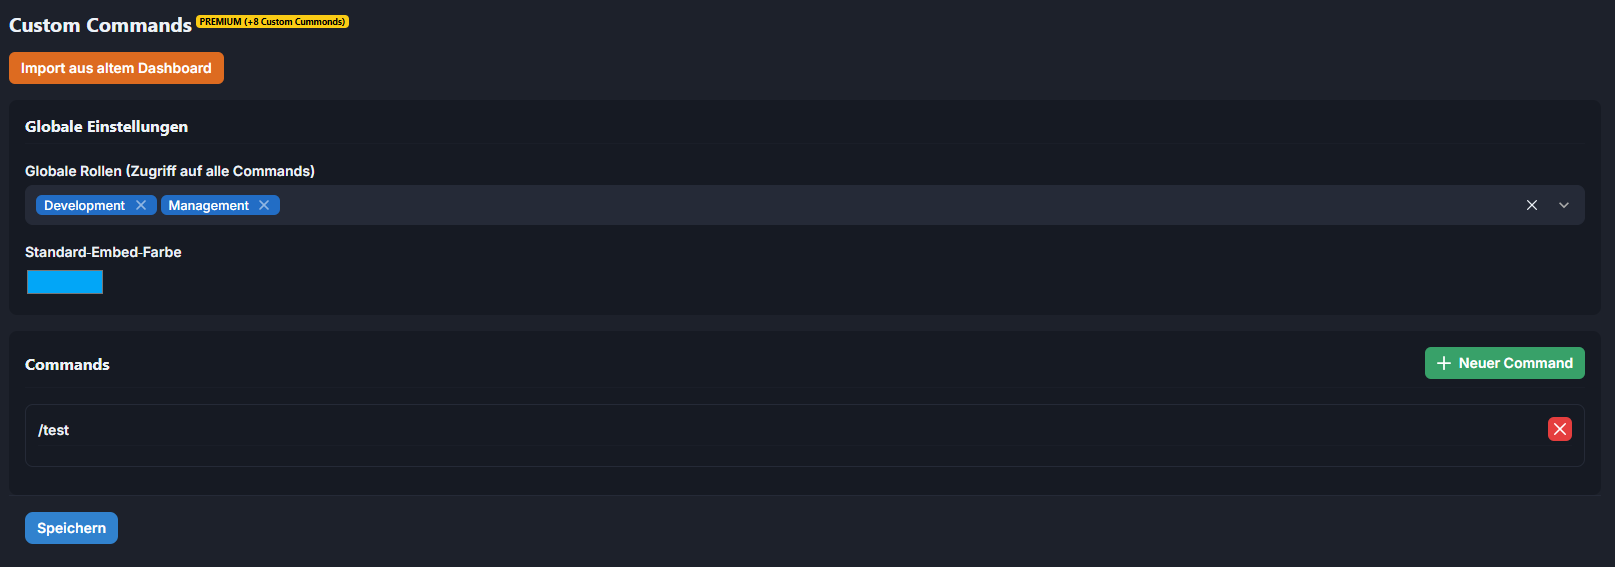 Custom Commands PREMIUM (+8 Custom Cummonds)
Import aus altem Dashboard
Globale Einstellungen
Globale Rollen (Zugriff auf alle Commands)
Development Management
Standard-Embed-Farbe
Commands
Neuer Command
/test
Speichern